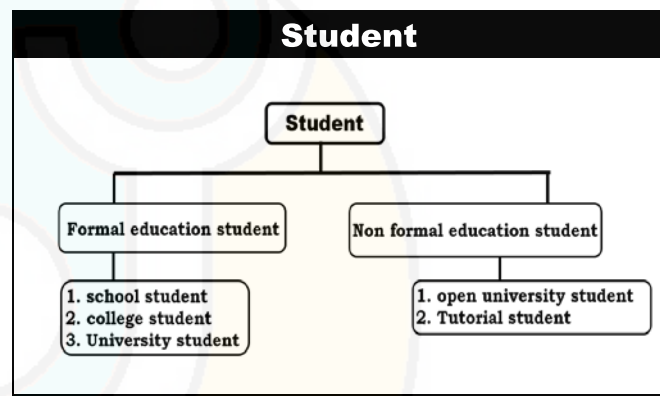 Student
Student
Formal education student
Non formal education student
1. school student
2. college student
3. University student
1. open university student
2. Tutorial student